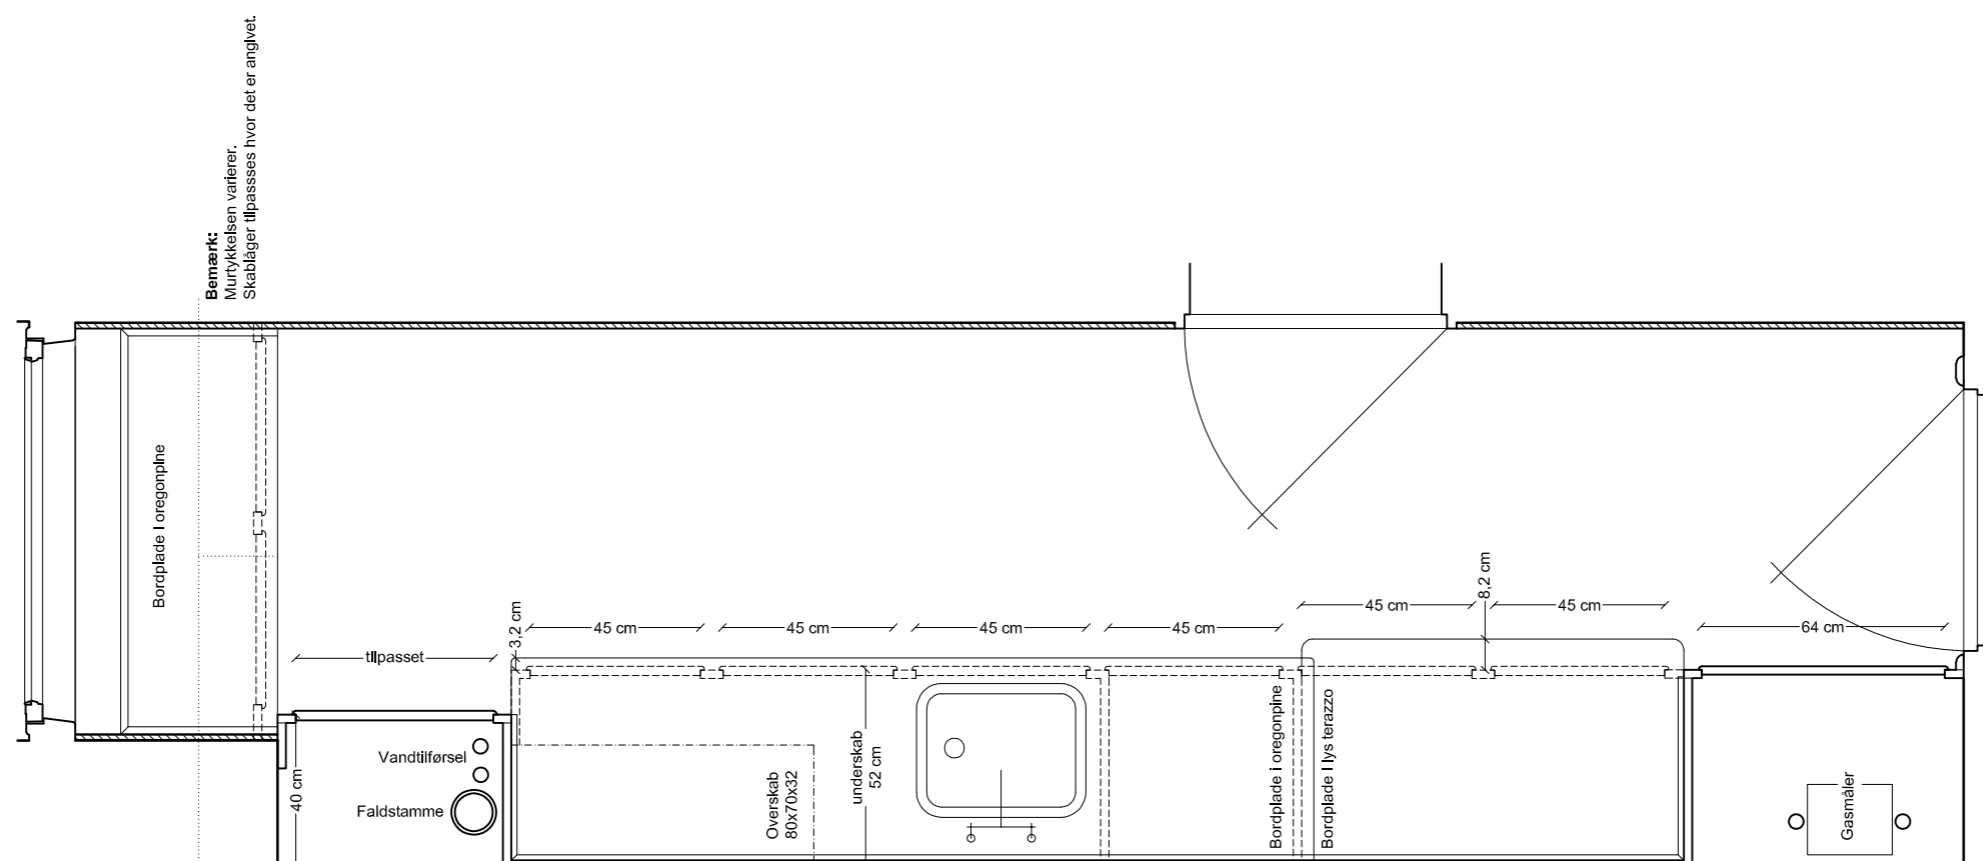 Bemærk:
Murtykkelsen varierer.
Skablåger tilpassses hvor det er angivet.
Bordplade i oregonpine
tilpasset
3,2 cm
45 cm
45 cm
45 cm
45 cm
45 cm
8,2 cm
45 cm
64 cm
40 cm
Vandtilførsel
Faldstamme
Overskab
80x70x32
underskab
52 cm
Bordplade i oregonpine
Bordplade i lys terazzo
Gasmåler